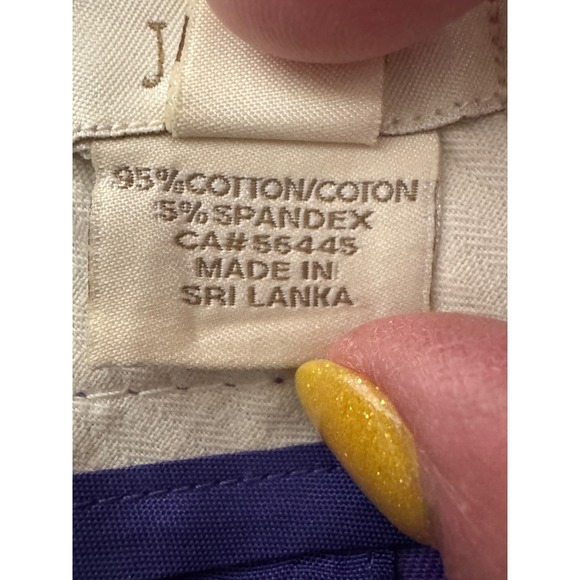 95%COTTON/COTON
5%SPANDEX
CA#56445
MADE IN
SRI LANKA